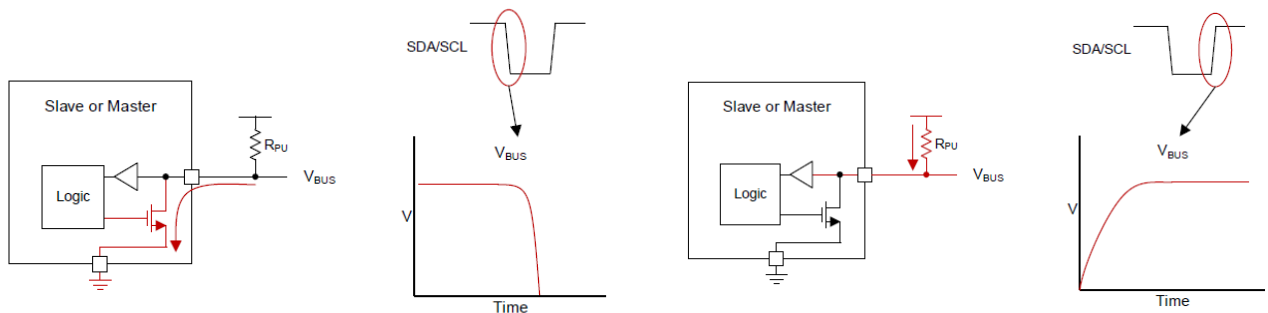 SDA/SCL
Slave or Master
RPU
VBUS
Logic
VBUS
V
Time
SDA/SCL
Slave or Master
RPU
VBUS
Logic
VBUS
V
Time